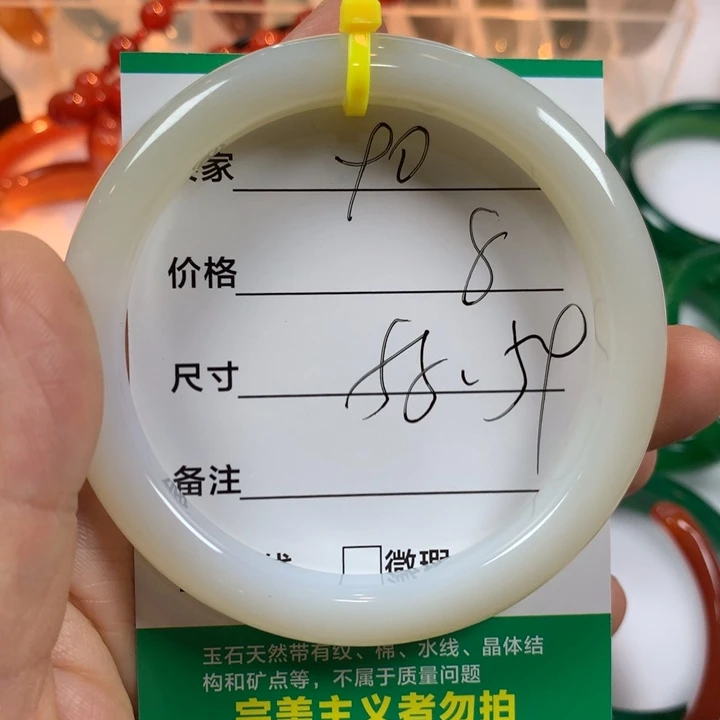 家
价格 8
尺寸 58、59
备注
微瑕
玉石天然带有纹、棉、水线、晶体结
构和矿点等，不属于质量问题
完美主义者勿拍